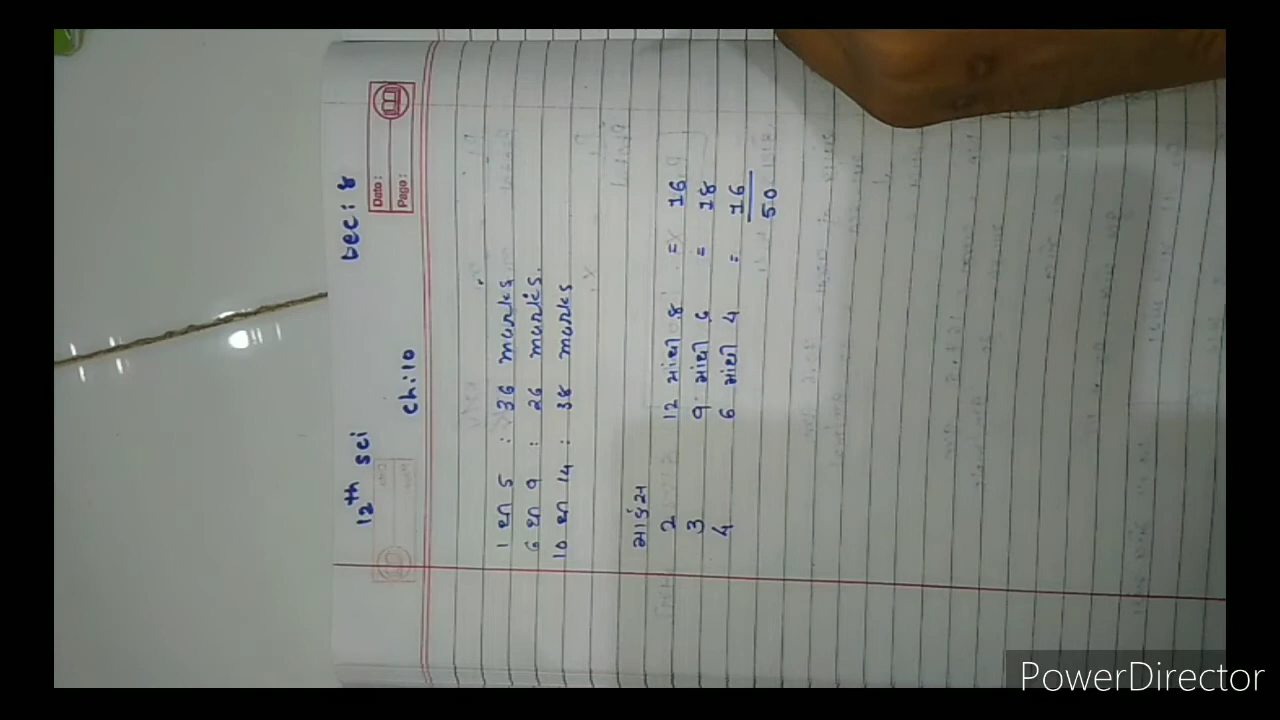 12th sci Dec: 8
Date:
Page:
ch:10
1 થી 5 : 36 marks
6 થી 9 : 26 marks.
10 થી 14 : 38 marks
માર્કના
2 12 માંથી 8 = 16
3 9 માંથી 6 = 18
4 6 માંથી 4 = 16
50
PowerDirector